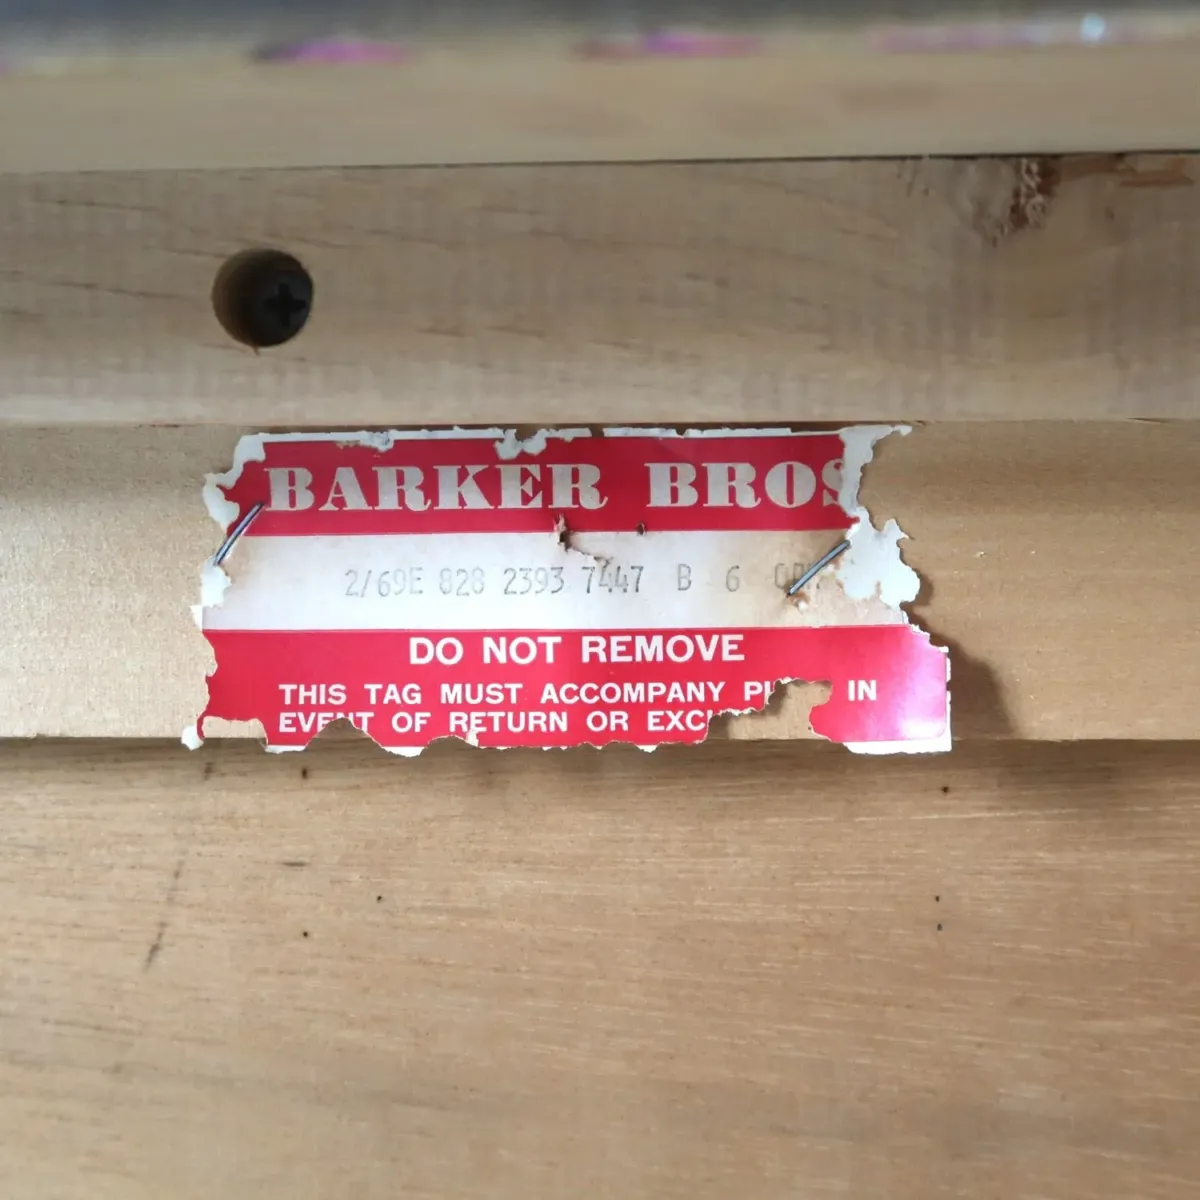 BARKER BROS
2/69E 828 2393 7447 B 6
DO NOT REMOVE
THIS TAG MUST ACCOMPANY IN
OF RETURN OR